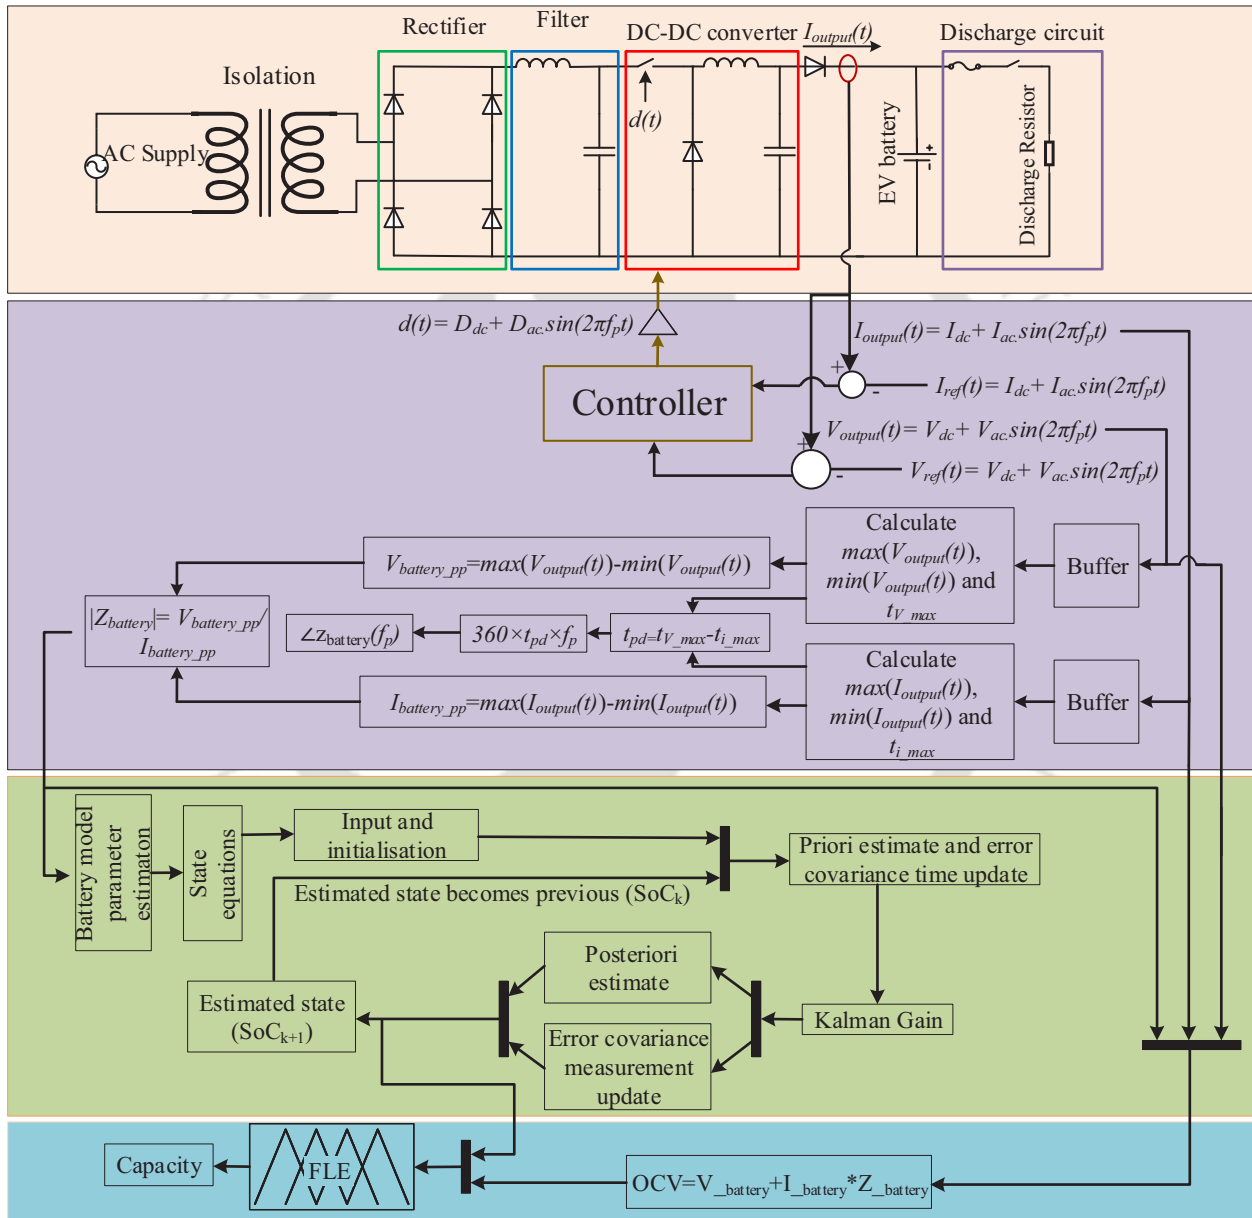 Isolation
Rectifier
Filter
DC-DC converter
I_output(t)
Discharge circuit
AC Supply
d(t)
EV battery
+
-
Discharge Resistor
d(t)= D_dc+ D_ac.sin(2πf_pt)
I_output(t)= I_dc+ I_ac.sin(2πf_pt)
+
-
I_ref(t)= I_dc+ I_ac.sin(2πf_pt)
Controller
V_output(t)= V_dc+ V_ac.sin(2πf_pt)
+
-
V_ref(t)= V_dc+ V_ac.sin(2πf_pt)
V_battery_pp=max(V_output(t))-min(V_output(t))
Calculate
max(V_output(t)),
min(V_output(t)) and
t_V_max
Buffer
|Z_battery|= V_battery_pp/
I_battery_pp
∠z_battery(f_p)
360×t_pd×f_p
t_pd=t_V_max-t_i_max
I_battery_pp=max(I_output(t))-min(I_output(t))
Calculate
max(I_output(t)),
min(I_output(t)) and
t_i_max
Buffer
Battery model
parameter
estimaton
State
equations
Input and
initialisation
Estimated state becomes previous (SoC_k)
Priori estimate and error
covariance time update
Posteriori
estimate
Estimated state
(SoC_k+1)
Error covariance
measurement
update
Kalman Gain
Capacity
FLE
OCV=V_battery+I_battery*Z_battery